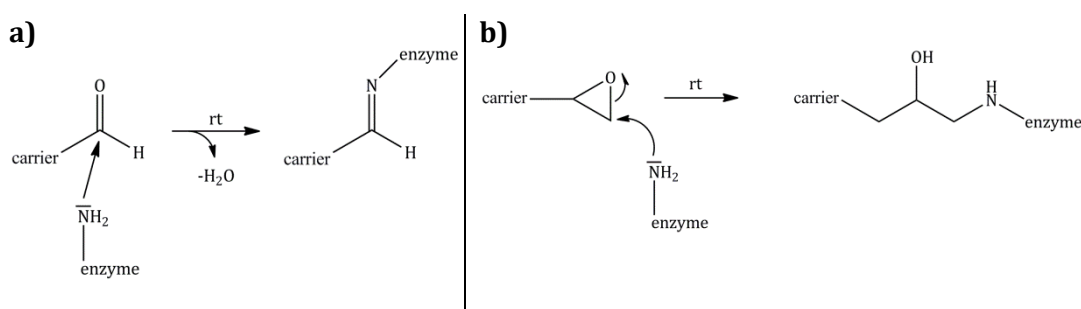 a)
O
carrier
H
NH₂
enzyme
rt
-H₂O
enzyme
N
carrier
H
b)
carrier
O
NH₂
enzyme
rt
OH
carrier
H
N
enzyme